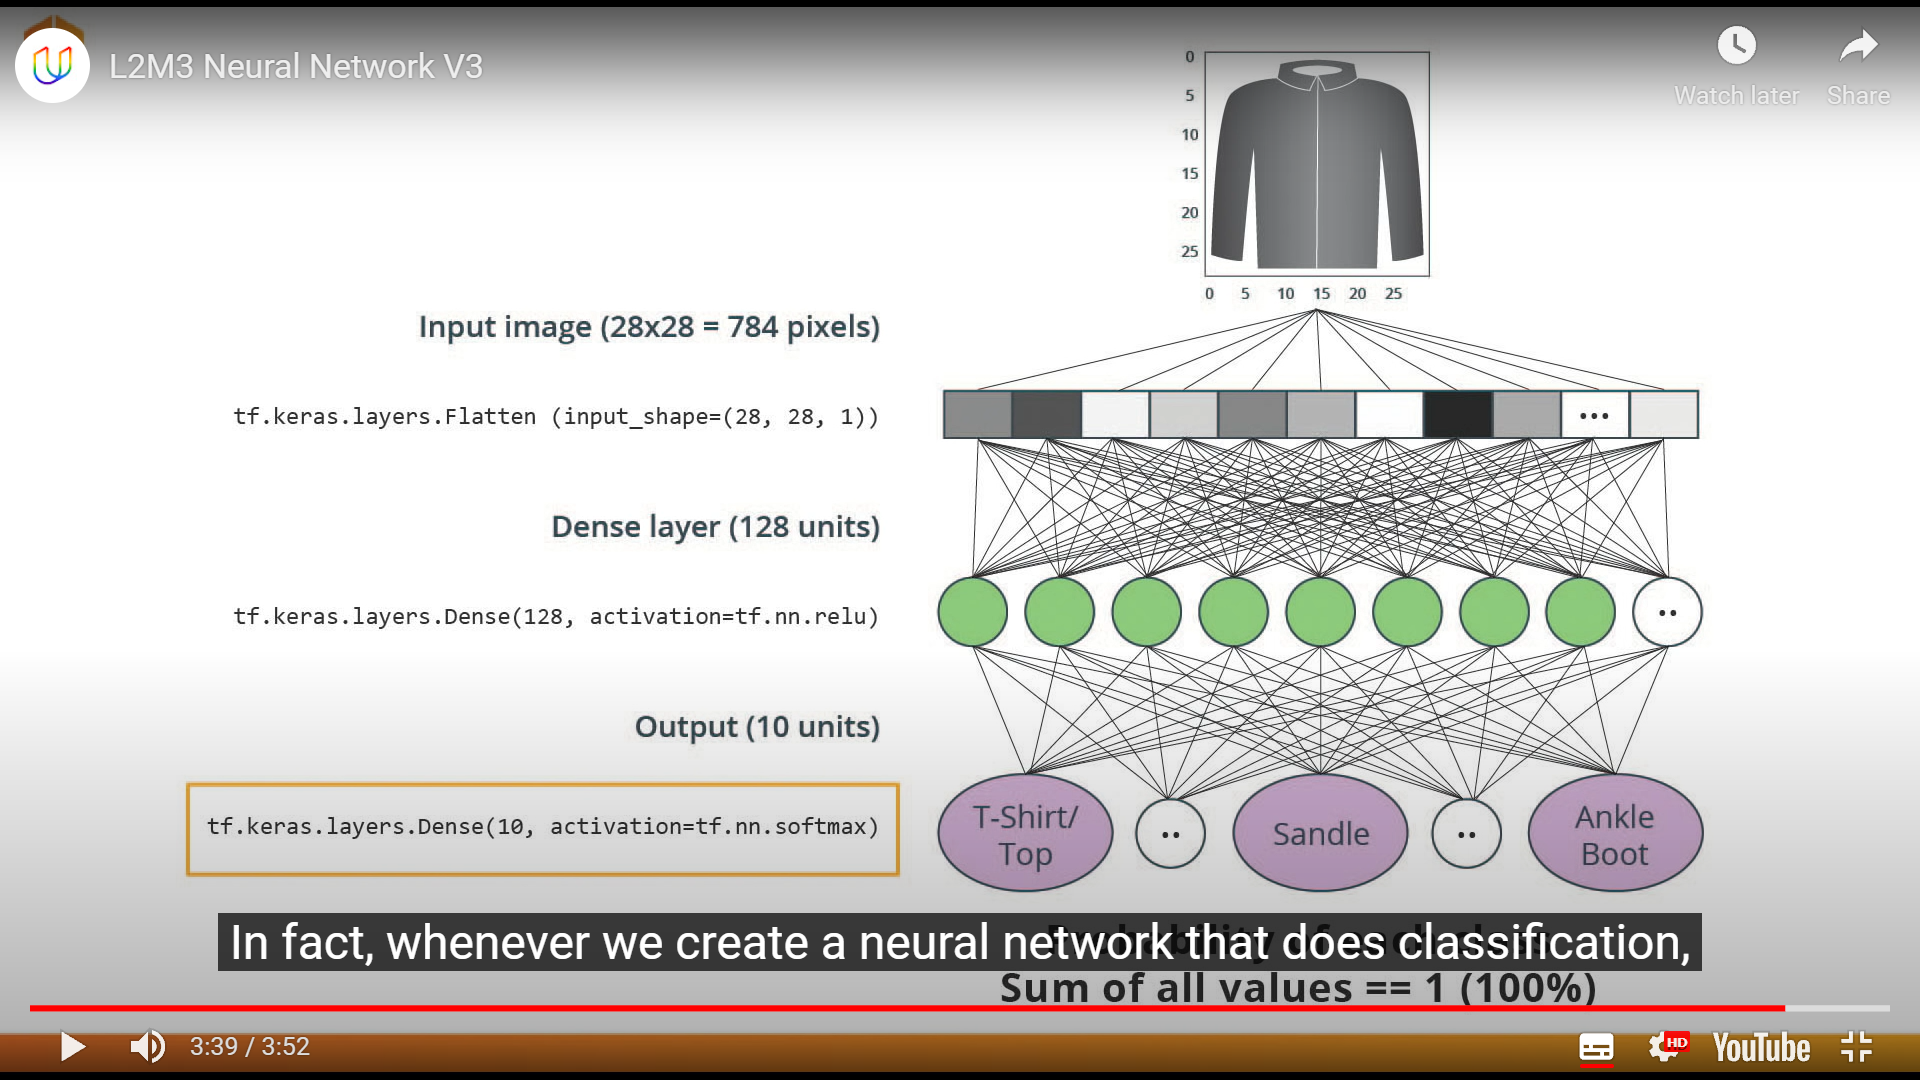 L2M3 Neural Network V3
Watch later
Share
0
5
10
15
20
25
0 5 10 15 20 25
Input image (28x28 = 784 pixels)
tf.keras.layers.Flatten (input_shape=(28, 28, 1))
...
Dense layer (128 units)
tf.keras.layers.Dense(128, activation=tf.nn.relu)
..
Output (10 units)
tf.keras.layers.Dense(10, activation=tf.nn.softmax)
T-Shirt/
Top
..
Sandle
..
Ankle
Boot
In fact, whenever we create a neural network that does classification,
Probability of each class
Sum of all values == 1 (100%)
3:39 / 3:52
HD
YouTube